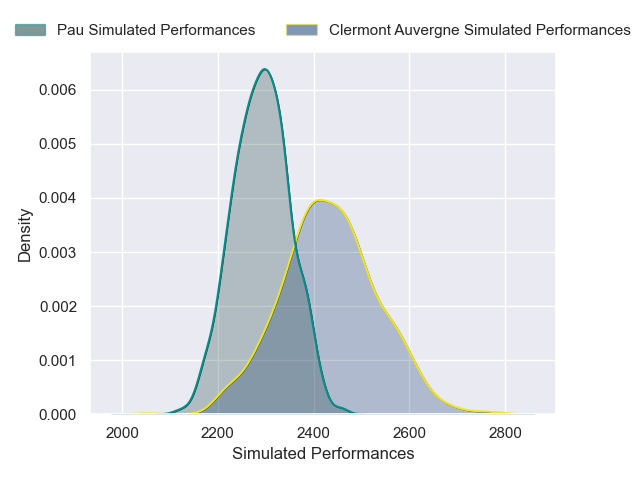 Pau Simulated Performances
Clermont Auvergne Simulated Performances
0.006
0.005
0.004
0.003
0.002
0.001
0.000
Density
2000 2200 2400 2600 2800
Simulated Performances